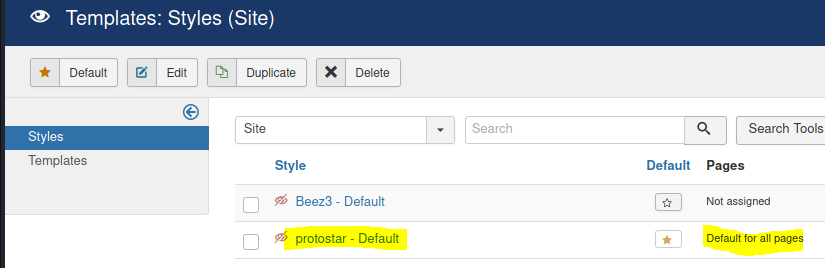 Templates: Styles (Site)
Default Edit Duplicate Delete
Styles
Templates
Site Search Search Tools
Style Default Pages
Beez3 - Default Not assigned
protostar - Default Default for all pages